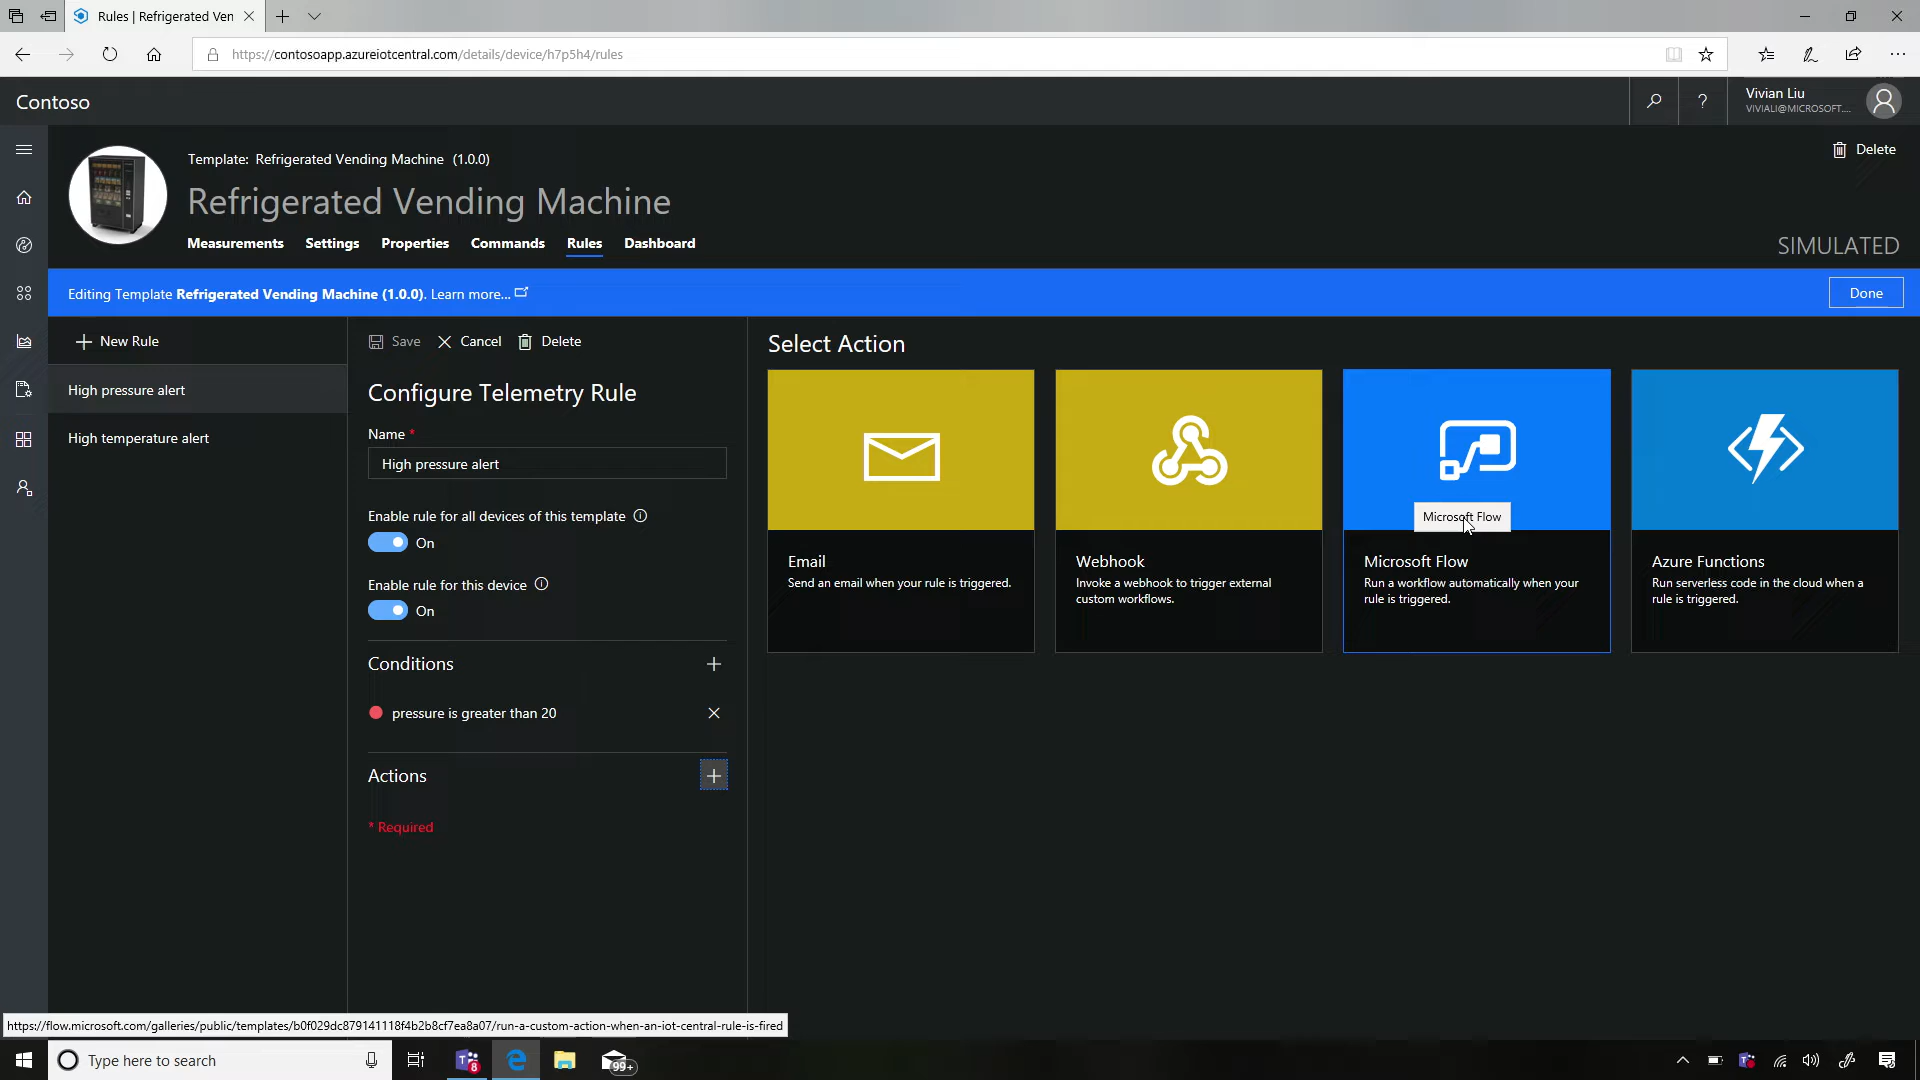 Rules | Refrigerated Ven
https://contosoapp.azureiotcentral.com/details/device/h7p5h4/rules
Contoso
?
Vivian Liu
VIVIALI@MICROSOFT....
Template: Refrigerated Vending Machine (1.0.0)
Delete
Refrigerated Vending Machine
Measurements Settings Properties Commands Rules Dashboard
SIMULATED
Editing Template Refrigerated Vending Machine (1.0.0). Learn more...
Done
New Rule
High pressure alert
High temperature alert
Save Cancel Delete
Configure Telemetry Rule
Name *
High pressure alert
Enable rule for all devices of this template
On
Enable rule for this device
On
Conditions
pressure is greater than 20
Actions
* Required
Select Action
Email
Send an email when your rule is triggered.
Webhook
Invoke a webhook to trigger external
custom workflows.
Microsoft Flow
Microsoft Flow
Run a workflow automatically when your
rule is triggered.
Azure Functions
Run serverless code in the cloud when a
rule is triggered.
https://flow.microsoft.com/galleries/public/templates/b0f029dc879141118f4b2b8cf7ea8a07/run-a-custom-action-when-an-iot-central-rule-is-fired
Type here to search
8
99+